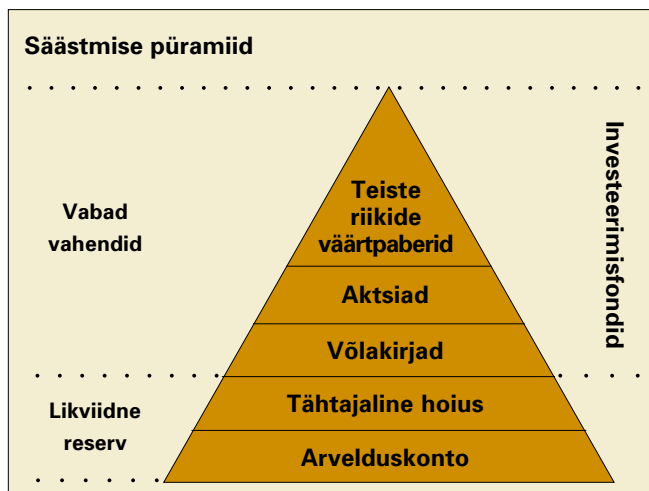 Säästmise püramiid
Vabad
vahendid
Teiste
riikide
väärtpaberid
Aktsiad
Võlakirjad
Investeerimisfondid
Likviidne
reserv
Tähtajaline hoius
Arvelduskonto